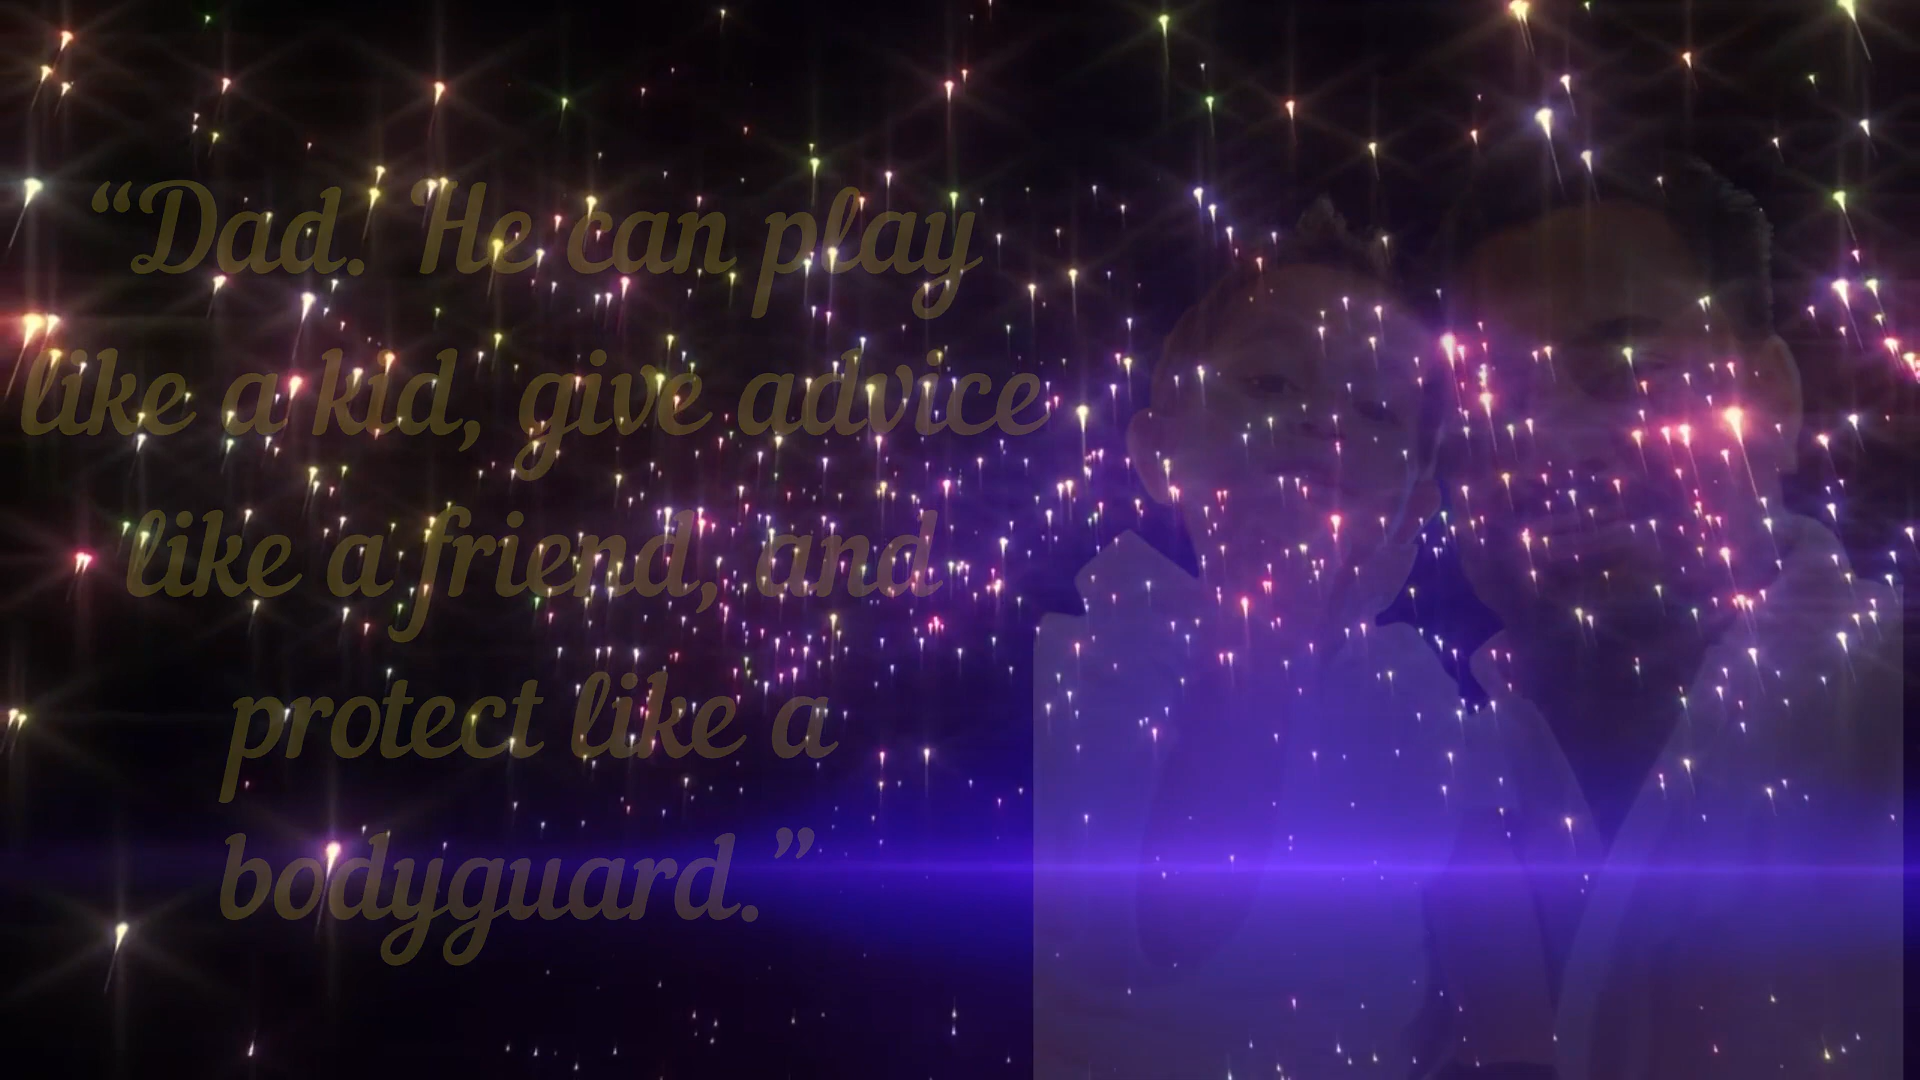 “Dad. He can play
like a kid, give advice
like a friend, and
protect like a
bodyguard.”